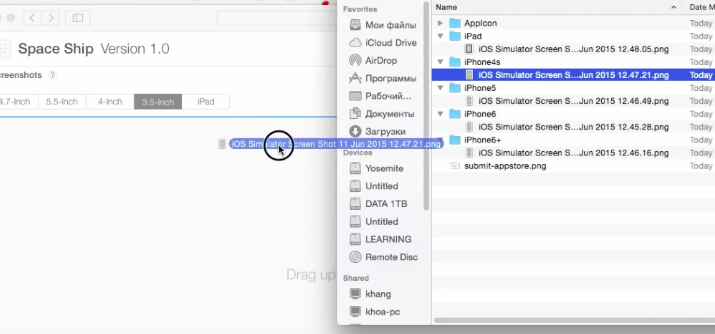 Space Ship Version 1.0
creenshots ?
4.7-Inch 5.5-Inch 4-Inch 3.5-Inch iPad
iOS Simulator Screen Shot 11 Jun 2015 12.47.21.png
Drag up
Favorites
Мои файлы
iCloud Drive
AirDrop
Программы
Рабочий...
Документы
Загрузки
Devices
Yosemite
Untitled
DATA 1TB
Untitled
LEARNING
Remote Disc
Shared
khang
khoa-pc
Name Date M
AppIcon Today
iPad Today
iOS Simulator Screen S...Jun 2015 12.48.05.png Today
iPhone4s Today
iOS Simulator Screen S...Jun 2015 12.47.21.png Today
iPhone5 Today
iOS Simulator Screen S...Jun 2015 12.46.49.png Today
iPhone6 Today
iOS Simulator Screen S...Jun 2015 12.45.28.png Today
iPhone6+ Today
iOS Simulator Screen S...Jun 2015 12.46.16.png Today
submit-appstore.png Today